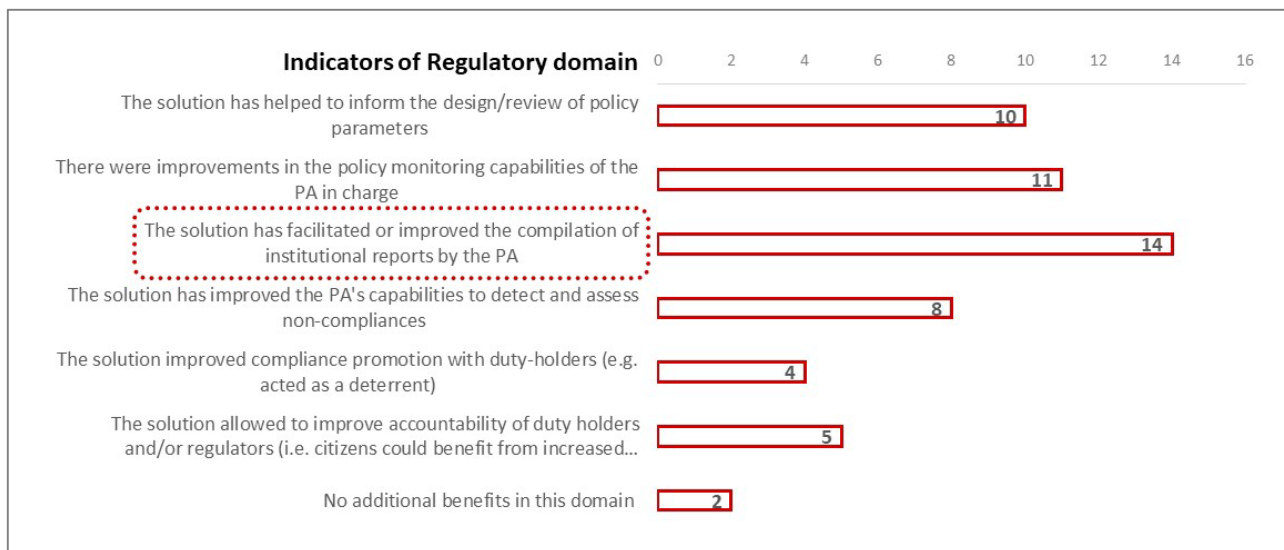 Indicators of Regulatory domain
0 2 4 6 8 10 12 14 16
The solution has helped to inform the design/review of policy
parameters
10
There were improvements in the policy monitoring capabilities of the
PA in charge
11
The solution has facilitated or improved the compilation of
institutional reports by the PA
14
The solution has improved the PA's capabilities to detect and assess
non-compliances
8
The solution improved compliance promotion with duty-holders (e.g.
acted as a deterrent)
4
The solution allowed to improve accountability of duty holders
and/or regulators (i.e. citizens could benefit from increased...
5
No additional benefits in this domain
2